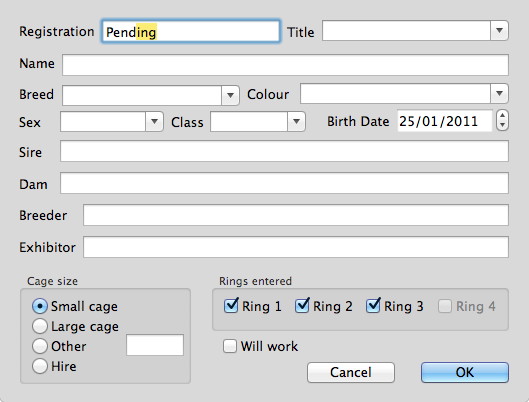 Registration Pending Title
Name
Breed Colour
Sex Class Birth Date 25/01/2011
Sire
Dam
Breeder
Exhibitor
Cage size Rings entered
Small cage Ring 1 Ring 2 Ring 3 Ring 4
Large cage
Other Will work
Hire Cancel OK